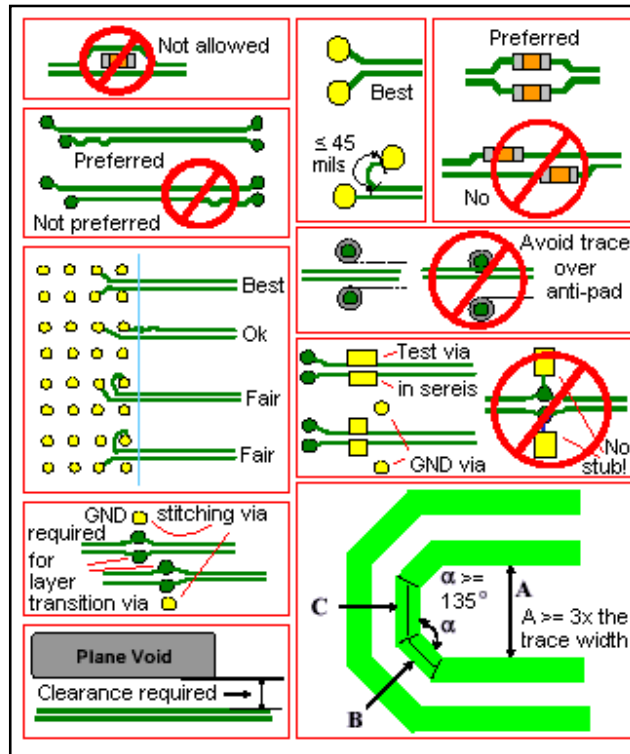 Not allowed
Preferred
Not preferred
Best
Ok
Fair
Fair
GND
stitching via
required
for
layer
transition via
Plane Void
Clearance required
Best
≤ 45
mils
Preferred
No
Avoid trace
over
anti-pad
Test via
in sereis
GND via
No
stub!
α >=
135°
α
A
A >= 3x the
trace width
C
B